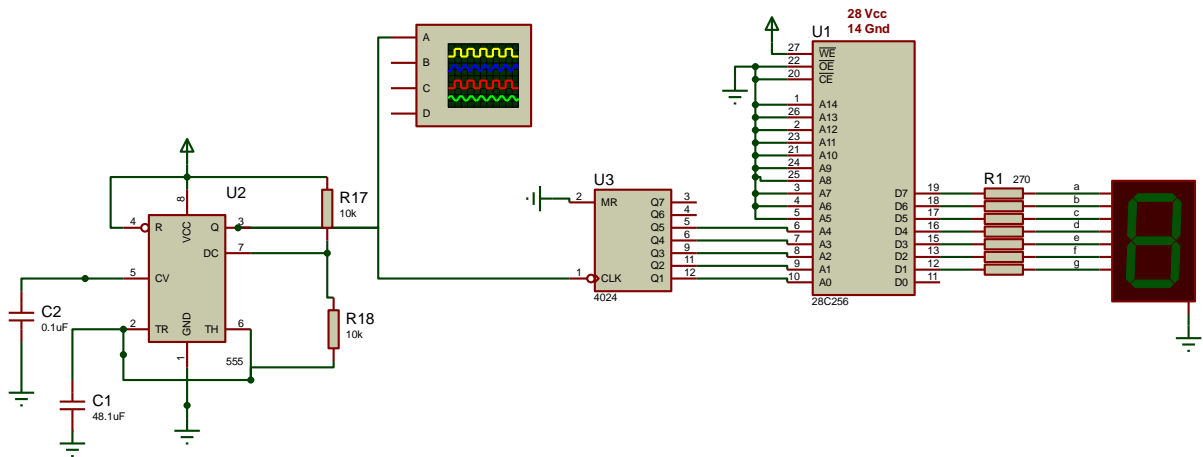 28 Vcc
14 Gnd
A
B
C
D
U2
8
VCC
4
R
Q
3
DC
7
5
CV
2
TR
GND
TH
6
1
555
R17
10k
R18
10k
C2
0.1uF
C1
48.1uF
U3
2
MR
1
CLK
Q7
3
Q6
4
Q5
5
Q4
6
Q3
9
Q2
11
Q1
12
4024
U1
27
WE
22
OE
20
CE
1
A14
26
A13
2
A12
23
A11
21
A10
24
A9
25
A8
3
A7
4
A6
5
A5
6
A4
7
A3
8
A2
9
A1
10
A0
D7
19
D6
18
D5
17
D4
16
D3
15
D2
13
D1
12
D0
11
28C256
R1
270
a
b
c
d
e
f
g